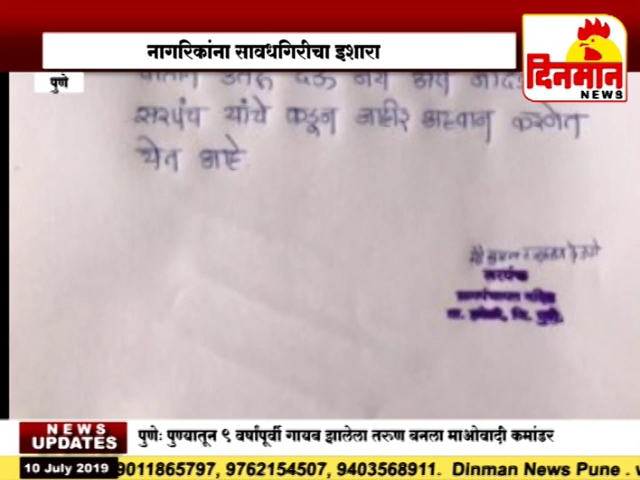 नागरिकांना सावधगिरीचा इशारा
पुणे
दिनमान
NEWS
सरपंच यांचे कडून जाहीर आव्हान करणेत
येत आहे
सरपंच
ता. हवेली, जि. पुणे.
NEWS
UPDATES
पुणेः पुण्यातून ९ वर्षांपूर्वी गायब झालेला तरुण बनला माओवादी कमांडर
10 July 2019
9011865797, 9762154507, 9403568911. Dinman News Pune .